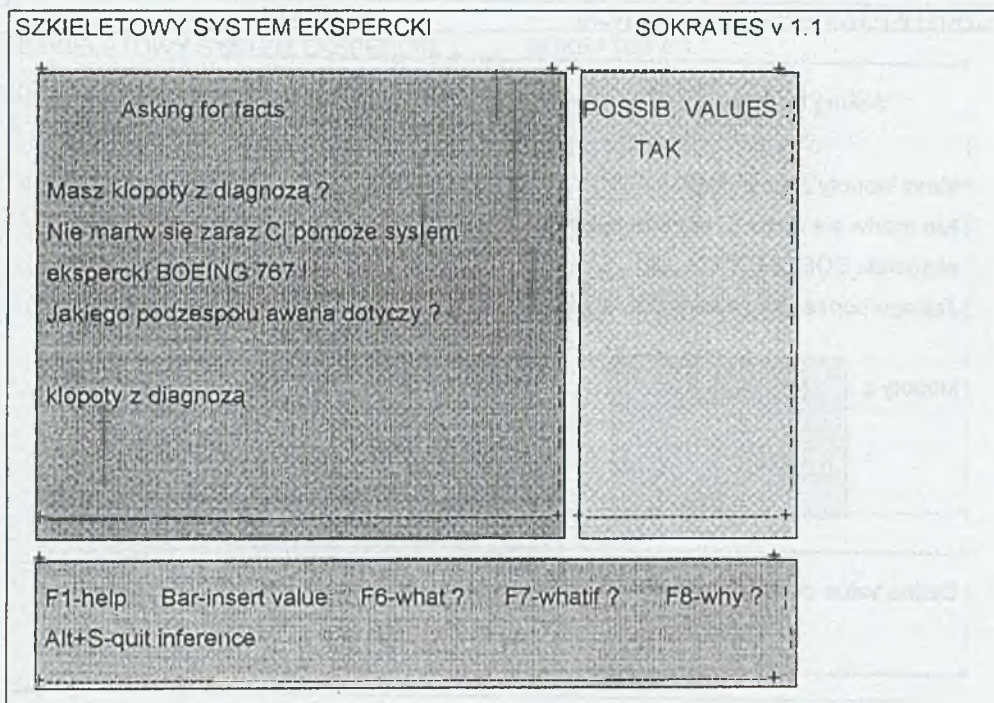 SZKIELETOWY SYSTEM EKSPERCKI SOKRATES v 1.1
Asking for facts
Masz klopoty z diagnozą ?
Nie martw się zaraz Ci pomoże system
ekspercki BOEING 767 !
Jakiego podzespołu awaria dotyczy ?
klopoty z diagnozą
POSSIB. VALUES :
TAK
F1-help Bar-insert value F6-what ? F7-whatif ? F8-why ?
Alt+S-quit inference